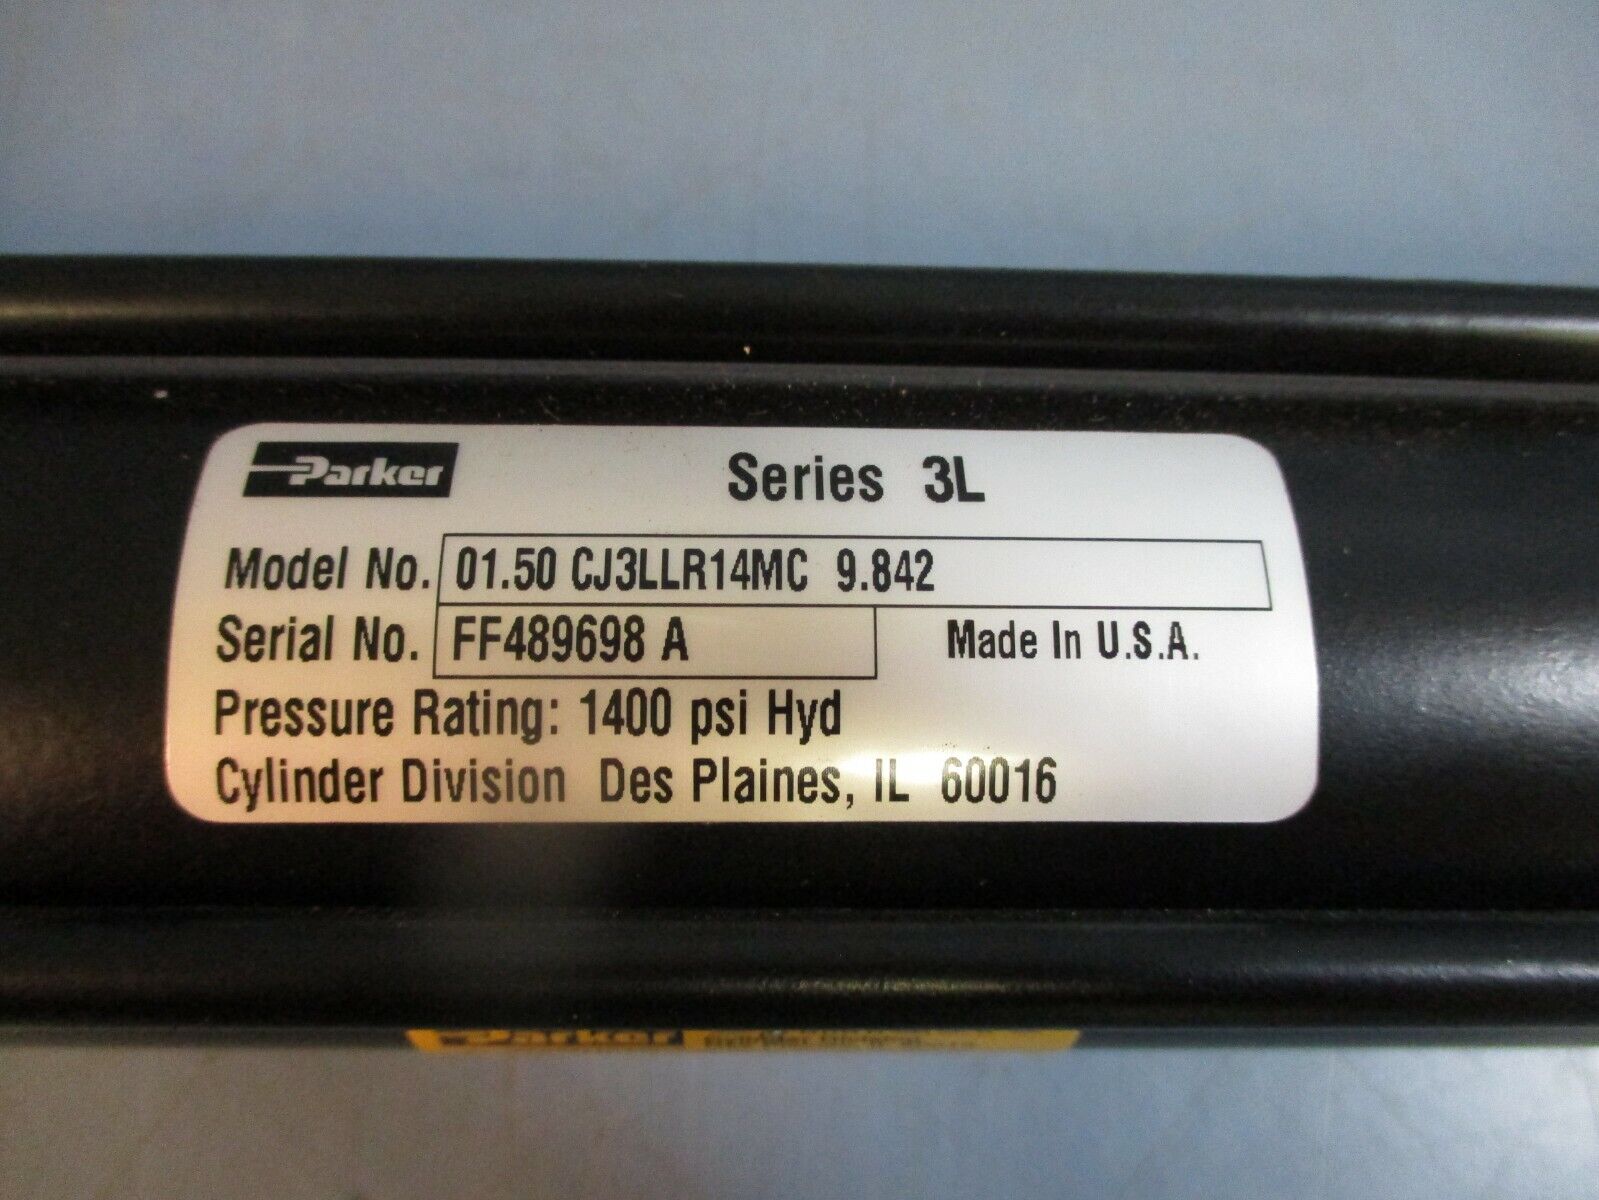 Parker Series 3L
Model No. 01.50 CJ3LLR14MC 9.842
Serial No. FF489698 A Made In U.S.A.
Pressure Rating: 1400 psi Hyd
Cylinder Division Des Plaines, IL 60016
Parker